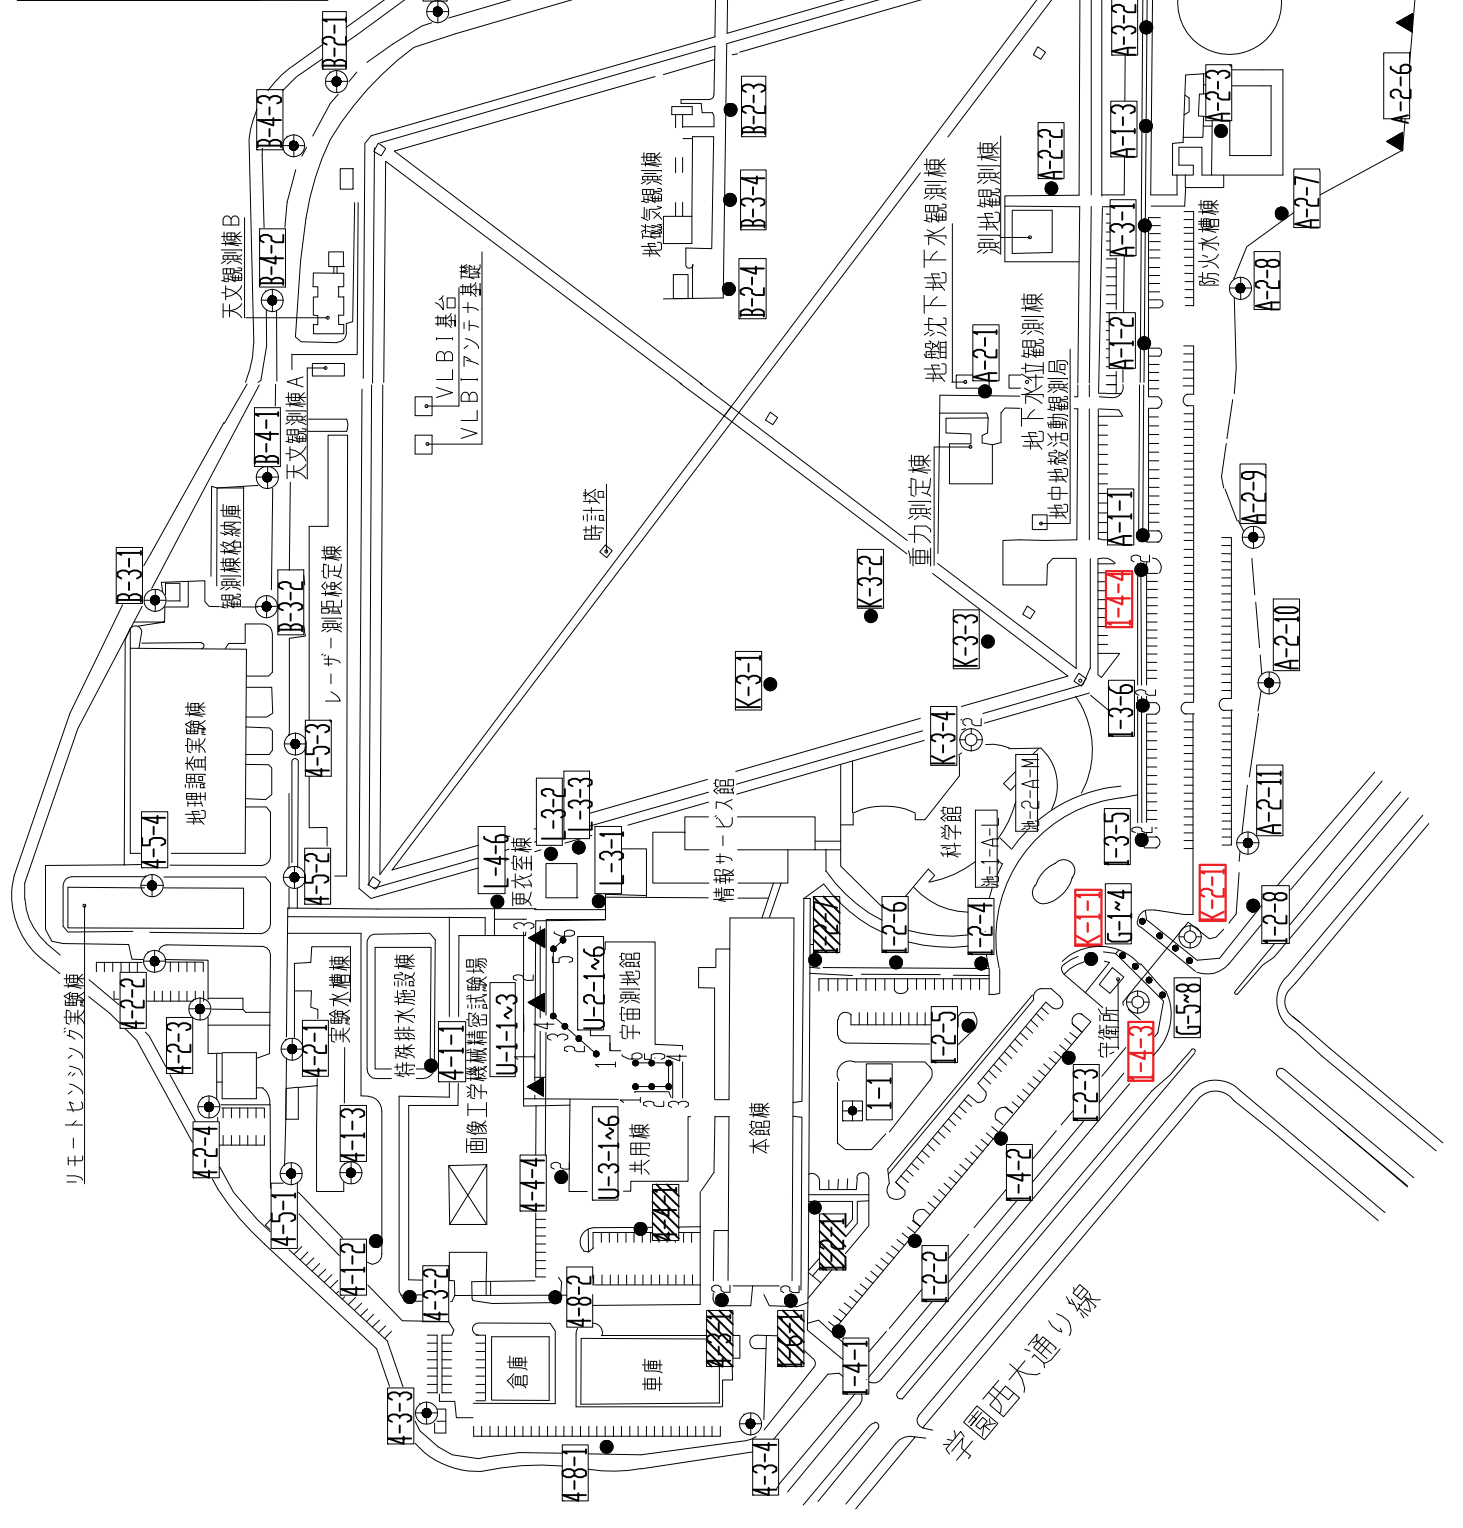 B-2-1
B-4-3
B-4-2
天文観測棟B
B-4-1
天文観測棟A
観測棟格納庫
B-3-1
B-3-2
レーザー測距検定棟
地理調査実験棟
4-5-3
4-5-4
4-5-2
リモートセンシング実験棟
4-2-2
4-2-3
4-2-1
実験水槽棟
4-2-4
4-1-3
4-5-1
4-1-2
特殊排水施設棟
4-1-1
画像工学機械精密試験場
U-1-1~3
U-2-1~6
宇宙測地館
U-3-1~6
共用棟
4-4-4
4-3-2
4-8-2
倉庫
車庫
4-3-3
4-8-1
4-3-4
本館棟
VLBI基台
VLBIアンテナ基礎
時計塔
地磁気観測棟
B-2-3
B-3-4
B-2-4
地盤沈下地下水観測棟
測地観測棟
A-2-2
A-2-1
地下水位観測棟
地中地殻活動観測局
重力測定棟
A-3-2
A-1-3
A-3-1
A-1-2
A-1-1
A-2-3
防火水槽棟
A-2-6
A-2-7
A-2-8
A-2-9
A-2-10
A-2-11
K-3-2
K-3-3
K-3-1
K-3-4
I-4-4
I-3-6
I-3-5
更衣室棟
情報サービス館
科学館
池-1-A-L
池-2-A-M
K-1-1
G-1~4
K-2-1
G-5~8
守衛所
I-4-3
1-1
学園西大通り線